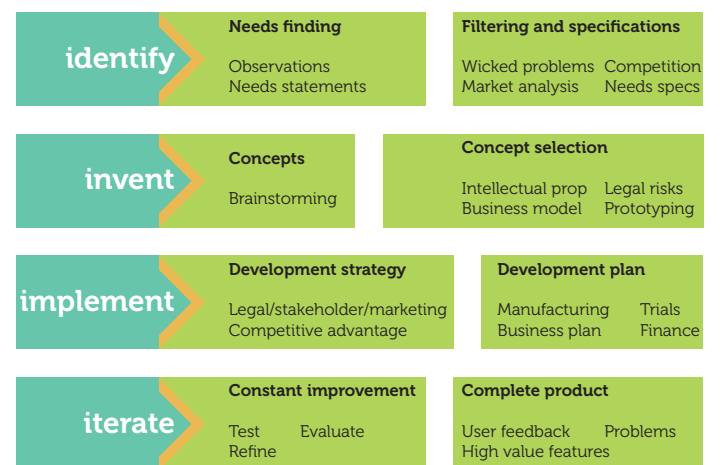 identify
Needs finding
Observations
Needs statements
Filtering and specifications
Wicked problems Competition
Market analysis Needs specs
invent
Concepts
Brainstorming
Concept selection
Intellectual prop Legal risks
Business model Prototyping
implement
Development strategy
Legal/stakeholder/marketing
Competitive advantage
Development plan
Manufacturing Trials
Business plan Finance
iterate
Constant improvement
Test Evaluate
Refine
Complete product
User feedback Problems
High value features